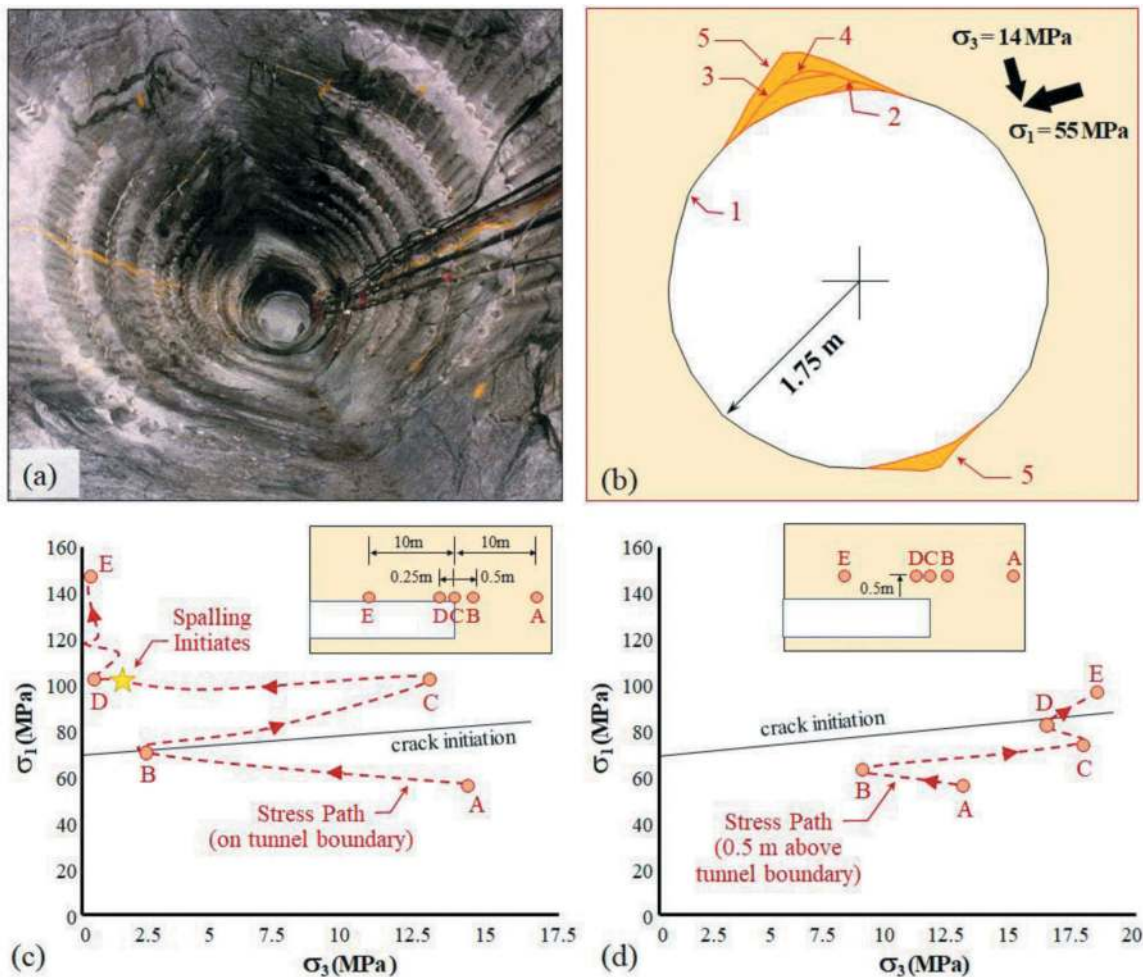 (a)
5
4
3
2
1
σ3 = 14 MPa
σ1 = 55 MPa
1.75 m
5
(b)
160
140
120
100
80
60
40
20
0
σ1 (MPa)
E
Spalling
Initiates
D
C
B
A
crack initiation
Stress Path
(on tunnel boundary)
10m
10m
0.25m
0.5m
E
D
C
B
A
0
2.5
7.5
10
12.5
15
17.5
σ3 (MPa)
(c)
160
140
120
100
80
60
40
20
0
σ1 (MPa)
E
D
C
B
A
0.5m
E
D
crack initiation
C
B
A
Stress Path
(0.5 m above
tunnel boundary)
0
2.5
7.5
10
12.5
15
16
18
20
σ3 (MPa)
(d)